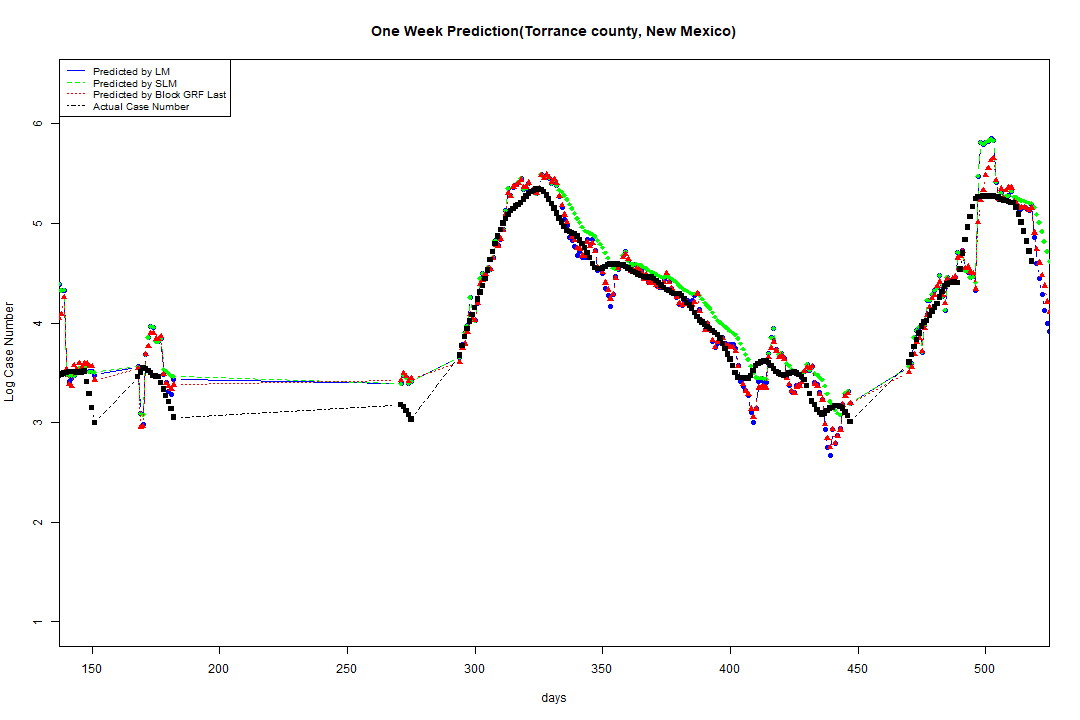 One Week Prediction(Torrance county, New Mexico)
Predicted by LM
Predicted by SLM
Predicted by Block GRF Last
Actual Case Number
Log Case Number
6
5
4
3
2
1
150 200 250 300 350 400 450 500
days